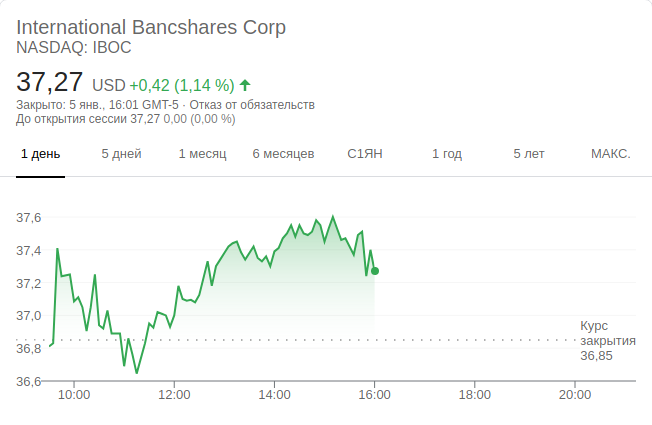 International Bancshares Corp
NASDAQ: IBOC
37,27 USD +0,42 (1,14 %)
Закрыто: 5 янв., 16:01 GMT-5 · Отказ от обязательств
До открытия сессии 37,27 0,00 (0,00 %)
1 день 5 дней 1 месяц 6 месяцев С1ЯН 1 год 5 лет МАКС.
37,6
37,4
37,2
37,0
36,8
36,6
Курс
закрытия
36,85
10:00 12:00 14:00 16:00 18:00 20:00